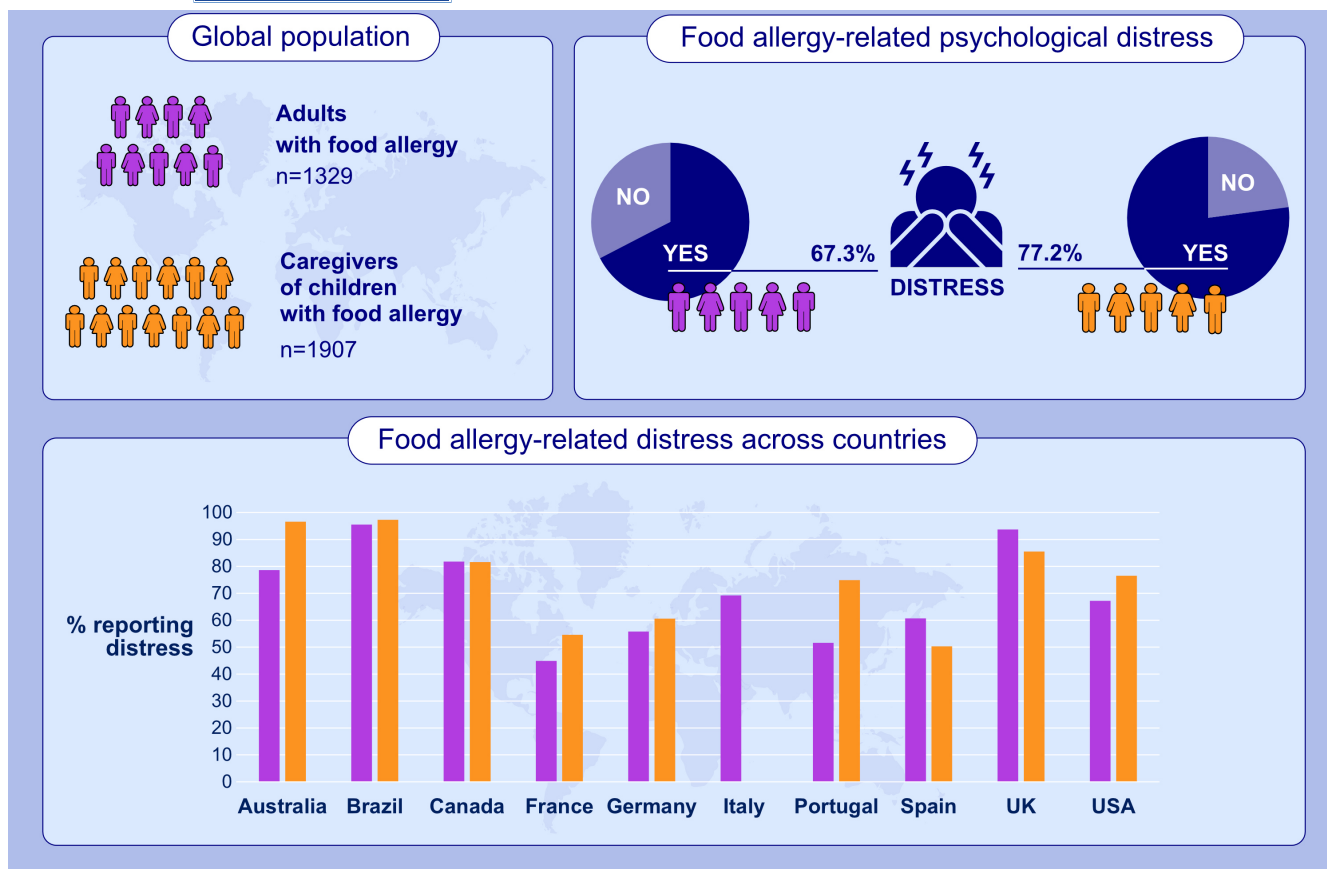 Global population
Adults
with food allergy
n=1329
Caregivers
of children
with food allergy
n=1907
Food allergy-related psychological distress
NO
YES
67.3%
DISTRESS
77.2%
NO
YES
Food allergy-related distress across countries
% reporting
distress
100
90
80
70
60
50
40
30
20
10
0
Australia Brazil Canada France Germany Italy Portugal Spain UK USA